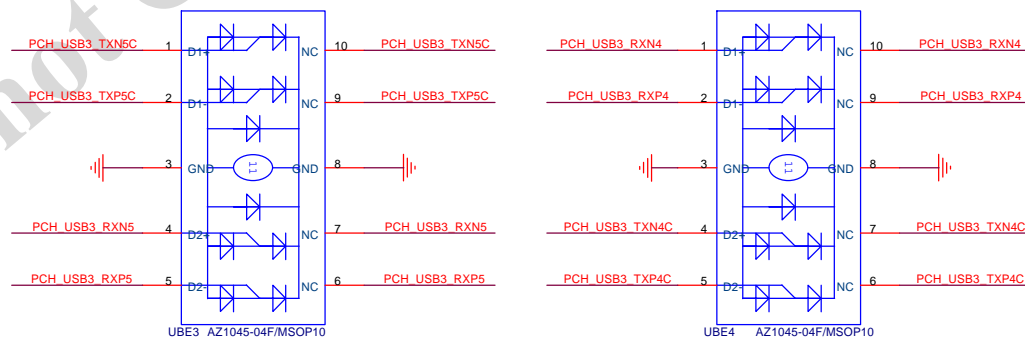 PCH_USB3_TXN5C 1 D1+ NC 10 PCH_USB3_TXN5C
PCH_USB3_TXP5C 2 D1- NC 9 PCH_USB3_TXP5C
3 GND 11 GND 8
PCH_USB3_RXN5 4 D2+ NC 7 PCH_USB3_RXN5
PCH_USB3_RXP5 5 D2- NC 6 PCH_USB3_RXP5
UBE3 AZ1045-04F/MSOP10
PCH_USB3_RXN4 1 D1+ NC 10 PCH_USB3_RXN4
PCH_USB3_RXP4 2 D1- NC 9 PCH_USB3_RXP4
3 GND 11 GND 8
PCH_USB3_TXN4C 4 D2+ NC 7 PCH_USB3_TXN4C
PCH_USB3_TXP4C 5 D2- NC 6 PCH_USB3_TXP4C
UBE4 AZ1045-04F/MSOP10
not